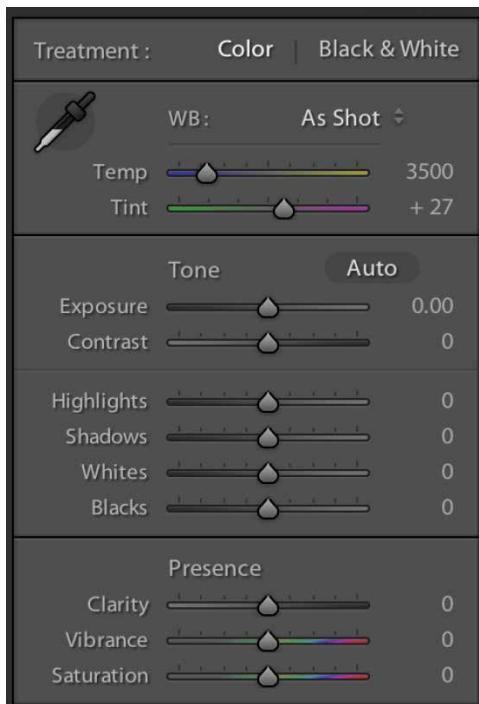 Treatment : Color | Black & White
WB : As Shot
Temp 3500
Tint + 27
Tone Auto
Exposure 0.00
Contrast 0
Highlights 0
Shadows 0
Whites 0
Blacks 0
Presence
Clarity 0
Vibrance 0
Saturation 0